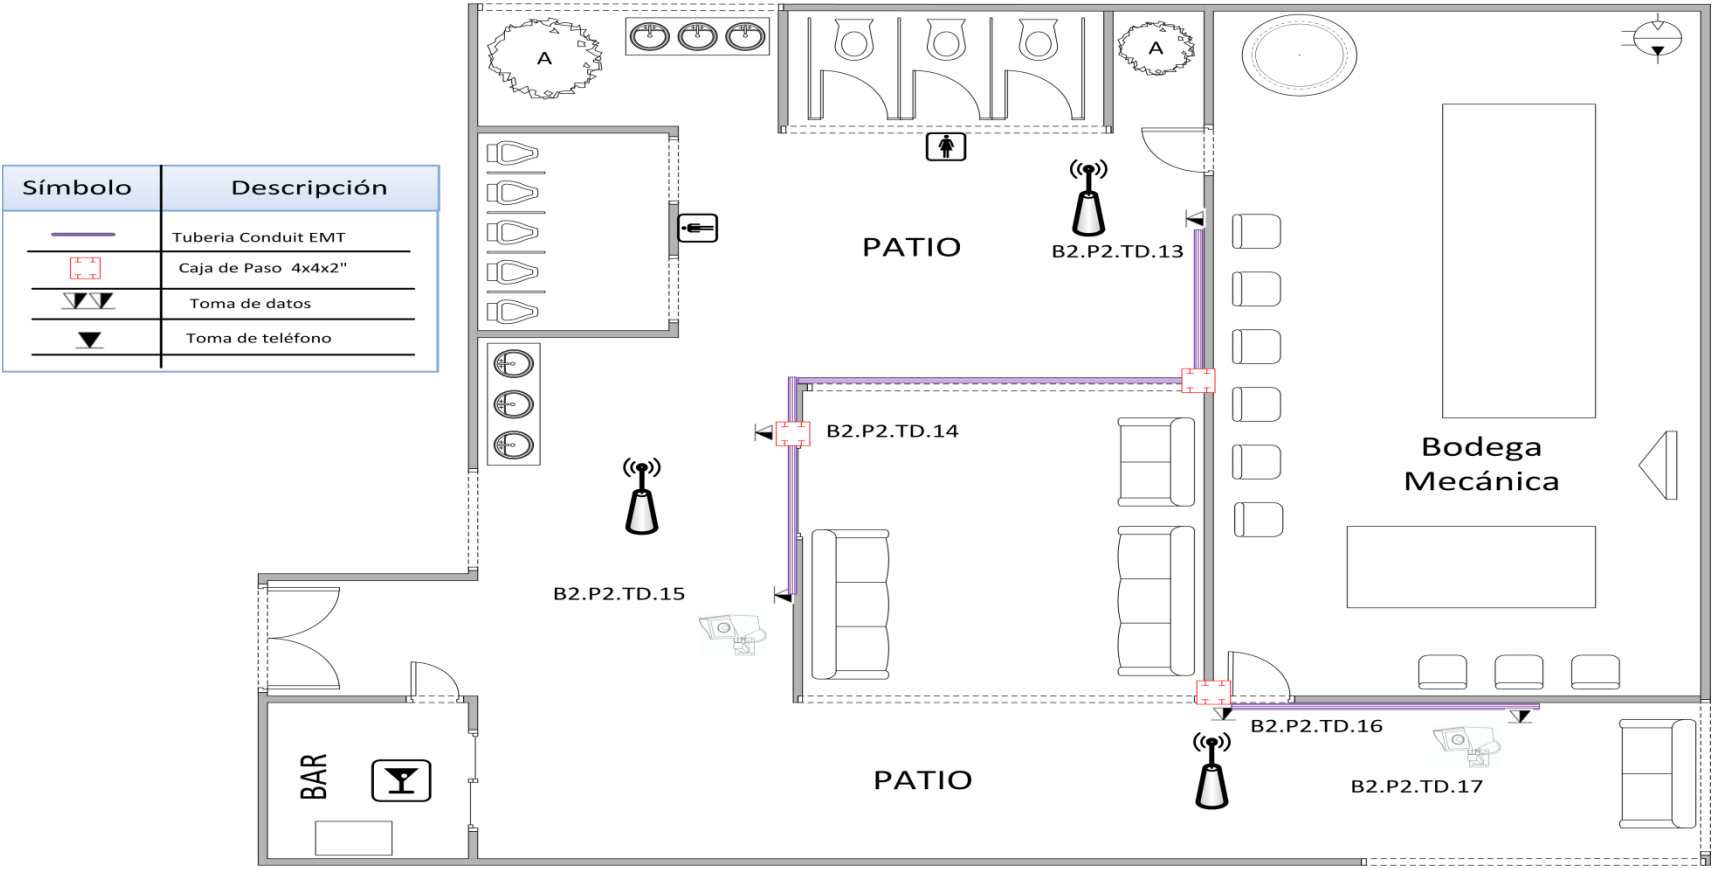 A
A
Símbolo Descripción
Tuberia Conduit EMT
Caja de Paso 4x4x2"
Toma de datos
Toma de teléfono
PATIO
B2.P2.TD.13
B2.P2.TD.14
Bodega
Mecánica
B2.P2.TD.15
B2.P2.TD.16
BAR
PATIO
B2.P2.TD.17